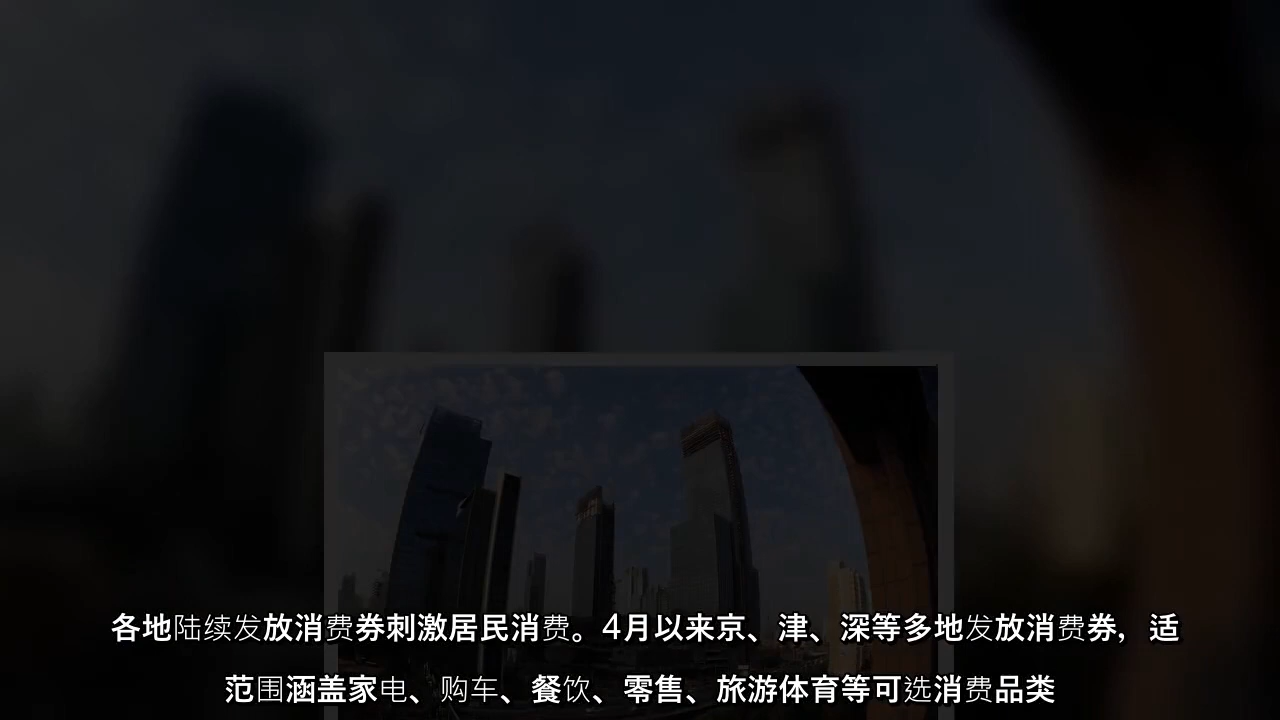 各地陆续发放消费券刺激居民消费。4月以来京、津、深等多地发放消费券，适
范围涵盖家电、购车、餐饮、零售、旅游体育等可选消费品类